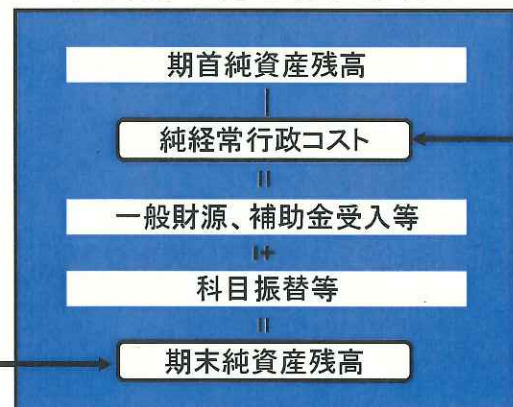 期首純資産残高
純経常行政コスト
一般財源、補助金受入等
科目振替等
期末純資産残高